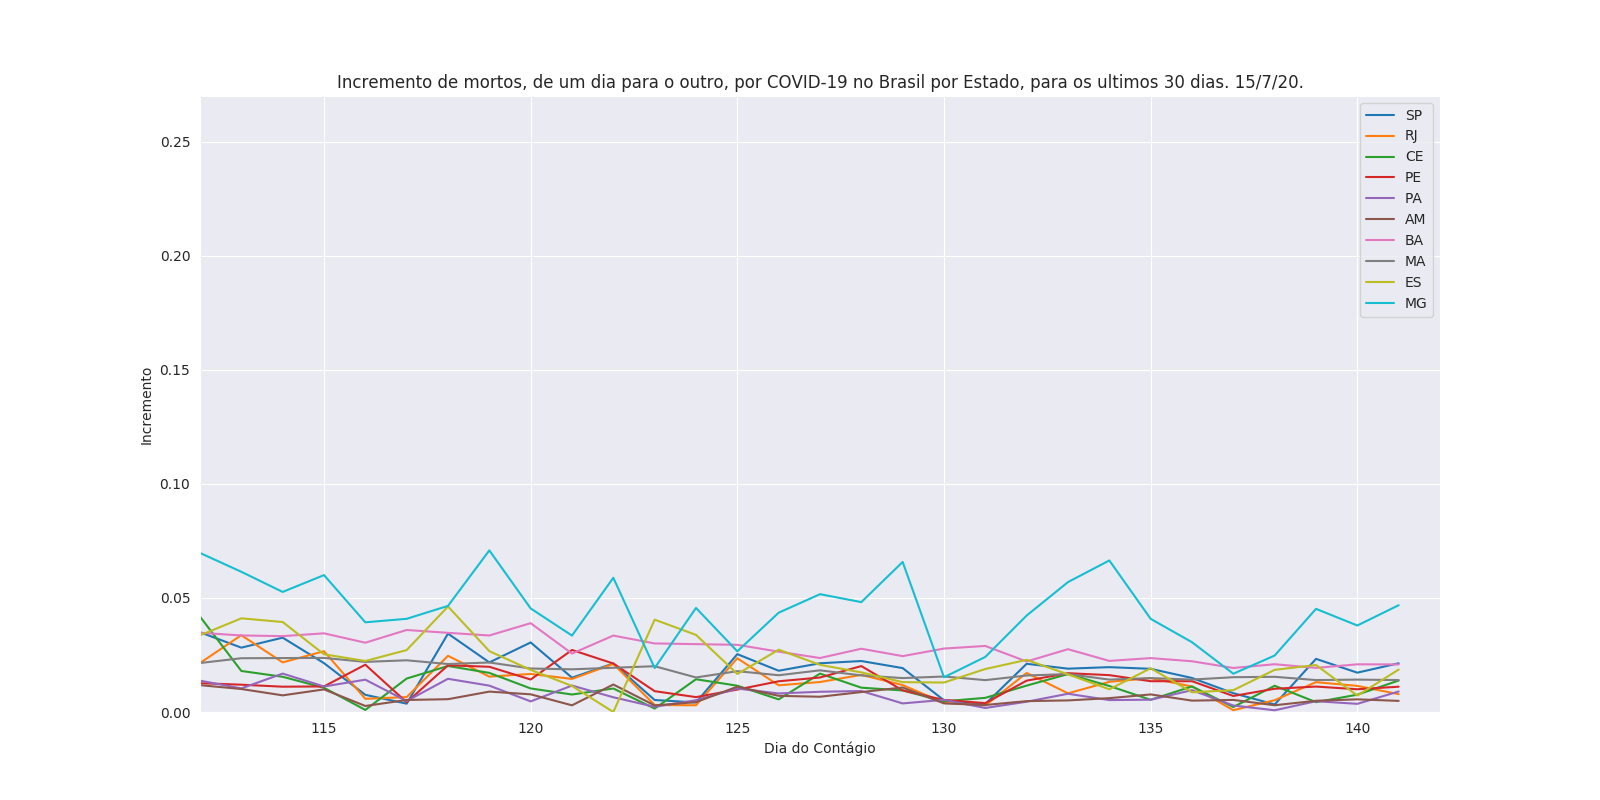 Incremento de mortos, de um dia para o outro, por COVID-19 no Brasil por Estado, para os ultimos 30 dias. 15/7/20.
SP
RJ
CE
PE
PA
AM
BA
MA
ES
MG
0.25
0.20
0.15
0.10
0.05
0.00
Incremento
115 120 125 130 135 140
Dia do Contágio